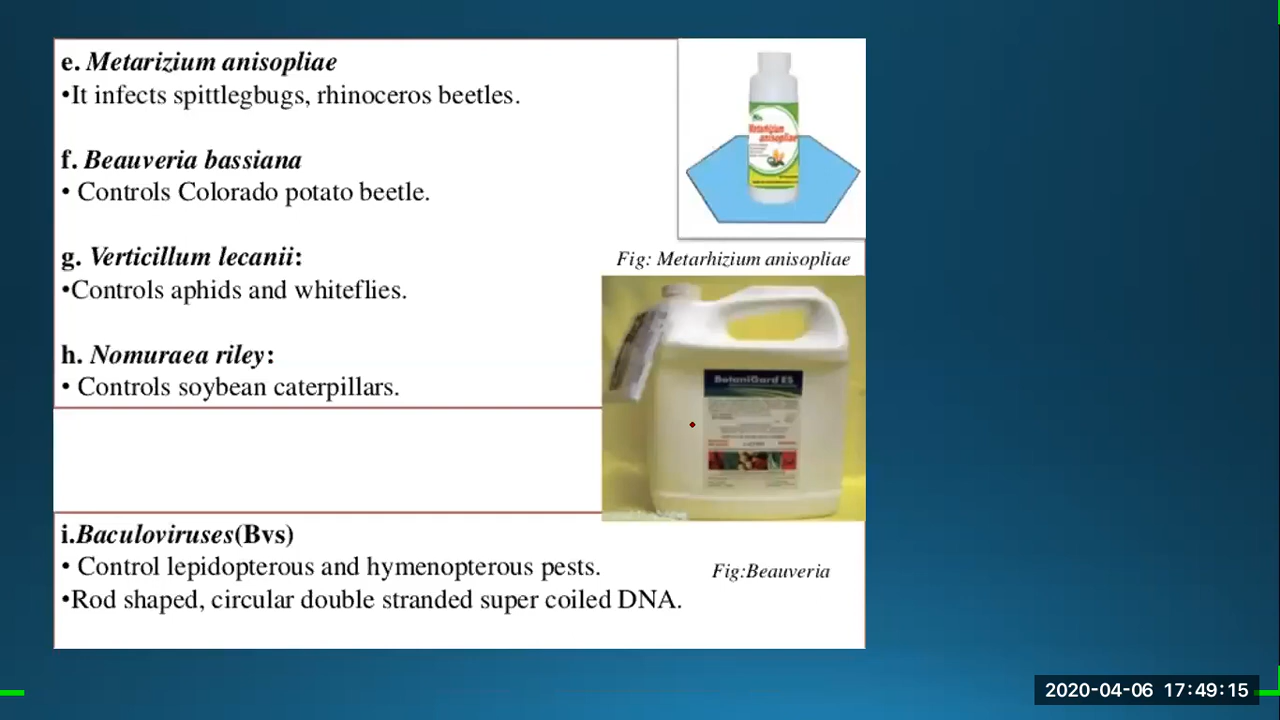 e. Metarizium anisopliae
•It infects spittlegbugs, rhinoceros beetles.
Metarhizium
anisopliae
f. Beauveria bassiana
• Controls Colorado potato beetle.
g. Verticillum lecanii:
Fig: Metarhizium anisopliae
•Controls aphids and whiteflies.
h. Nomuraea riley:
• Controls soybean caterpillars.
BotaniGard ES
i.Baculoviruses(Bvs)
• Control lepidopterous and hymenopterous pests.
Fig:Beauveria
•Rod shaped, circular double stranded super coiled DNA.
2020-04-06 17:49:15